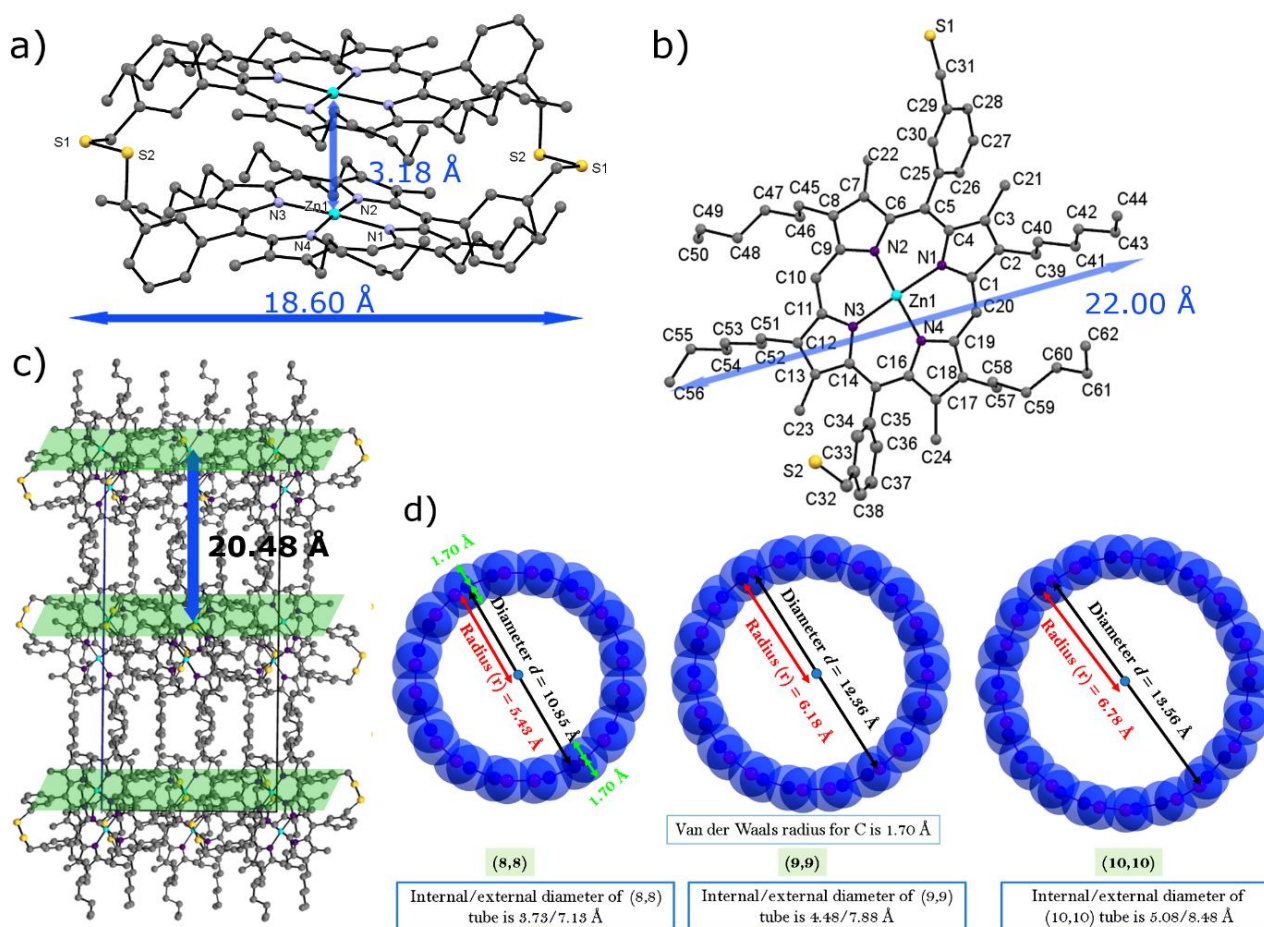 a)
S1
S2
S2
S1
3.18 Å
N3
Zn1
N2
N4
N1
18.60 Å
b)
S1
C31
C29
C28
C30
C27
C22
C25
C26
C47
C45
C7
C21
C49
C8
C6
C5
C42
C44
C46
C3
C40
C50
C48
C9
N2
C4
C43
N1
C2
C41
C39
C10
C1
Zn1
C20
22.00 Å
C11
N3
N4
C55
C53
C51
C19
C62
C12
C52
C16
C58
C60
C54
C14
C18
C13
C61
C56
C17
C57
C59
C34
C35
C23
C36
C24
C33
S2
C37
C32
C38
c)
20.48 Å
d)
1.70 Å
Diameter d = 10.85 Å
Radius (r) = 5.43 Å
1.70 Å
Diameter d = 12.36 Å
Radius (r) = 6.18 Å
Diameter d = 13.56 Å
Radius (r) = 6.78 Å
Van der Waals radius for C is 1.70 Å
(8,8)
(9,9)
(10,10)
Internal/external diameter of (8,8)
tube is 3.73/7.13 Å
Internal/external diameter of (9,9)
tube is 4.48/7.88 Å
Internal/external diameter of
(10,10) tube is 5.08/8.48 Å